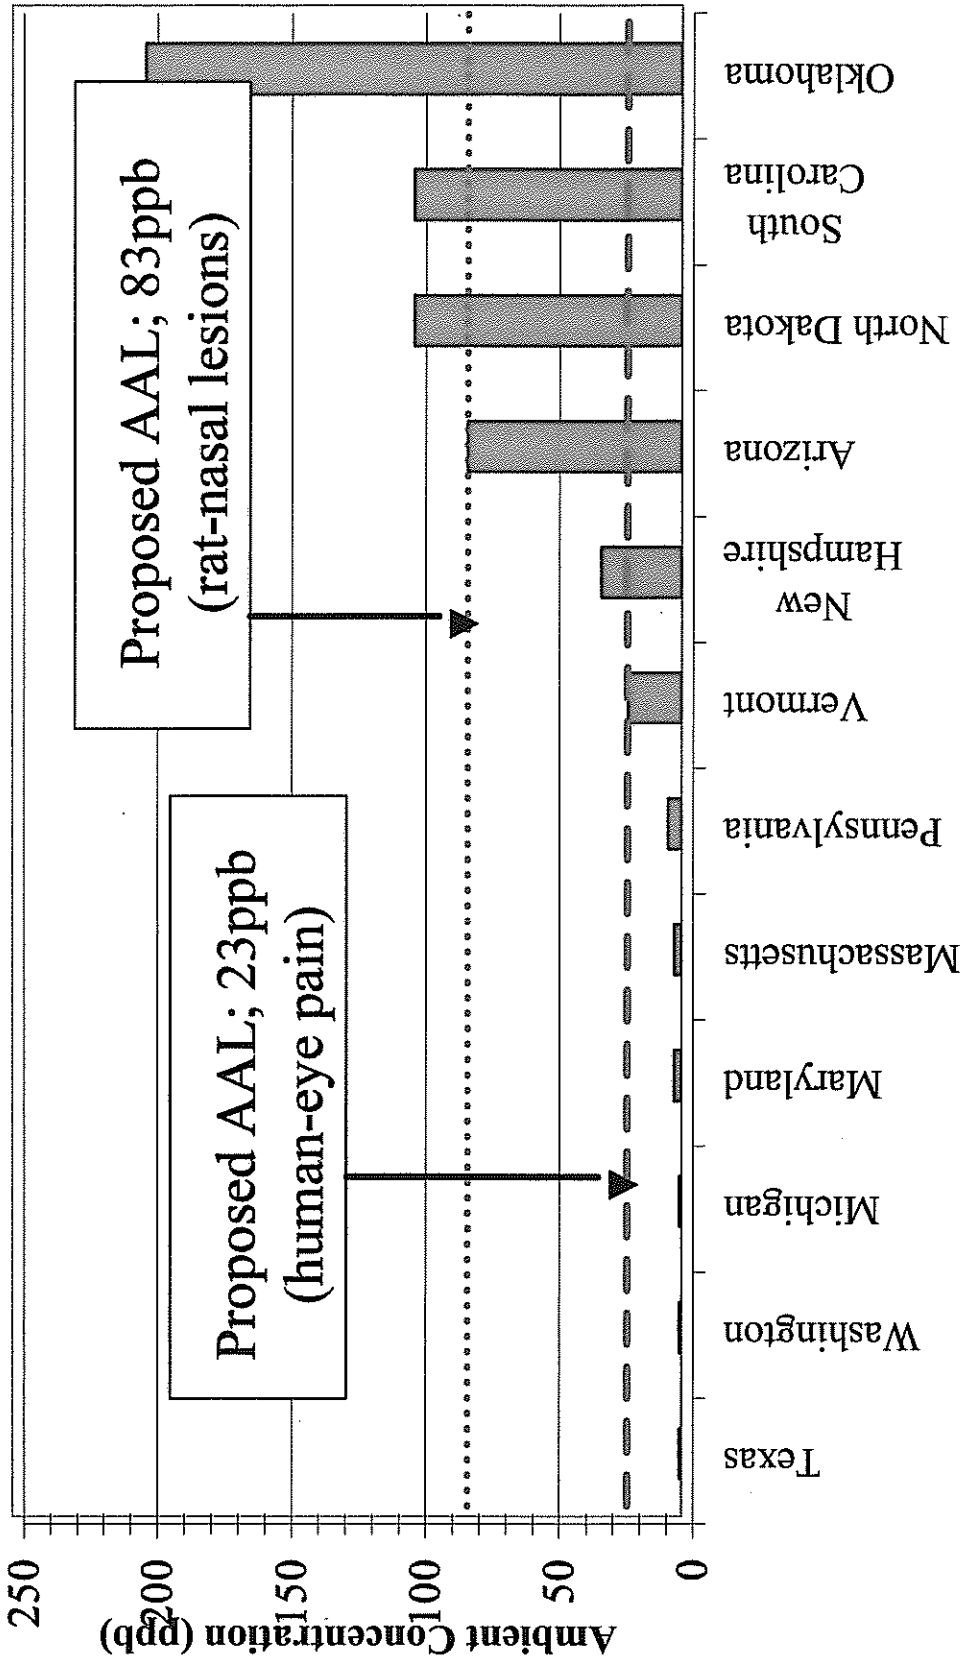 Proposed AAL; 83ppb
(rat-nasal lesions)
Proposed AAL; 23ppb
(human-eye pain)
Ambient Concentration (ppb)
250
200
150
100
50
0
Texas
Washington
Michigan
Maryland
Massachusetts
Pennsylvania
Vermont
New
Hampshire
Arizona
North Dakota
South
Carolina
Oklahoma